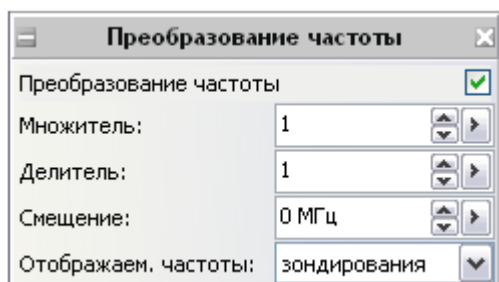 Преобразование частоты
Преобразование частоты
Множитель: 1
Делитель: 1
Смещение: 0 МГц
Отображаем. частоты: зондирования